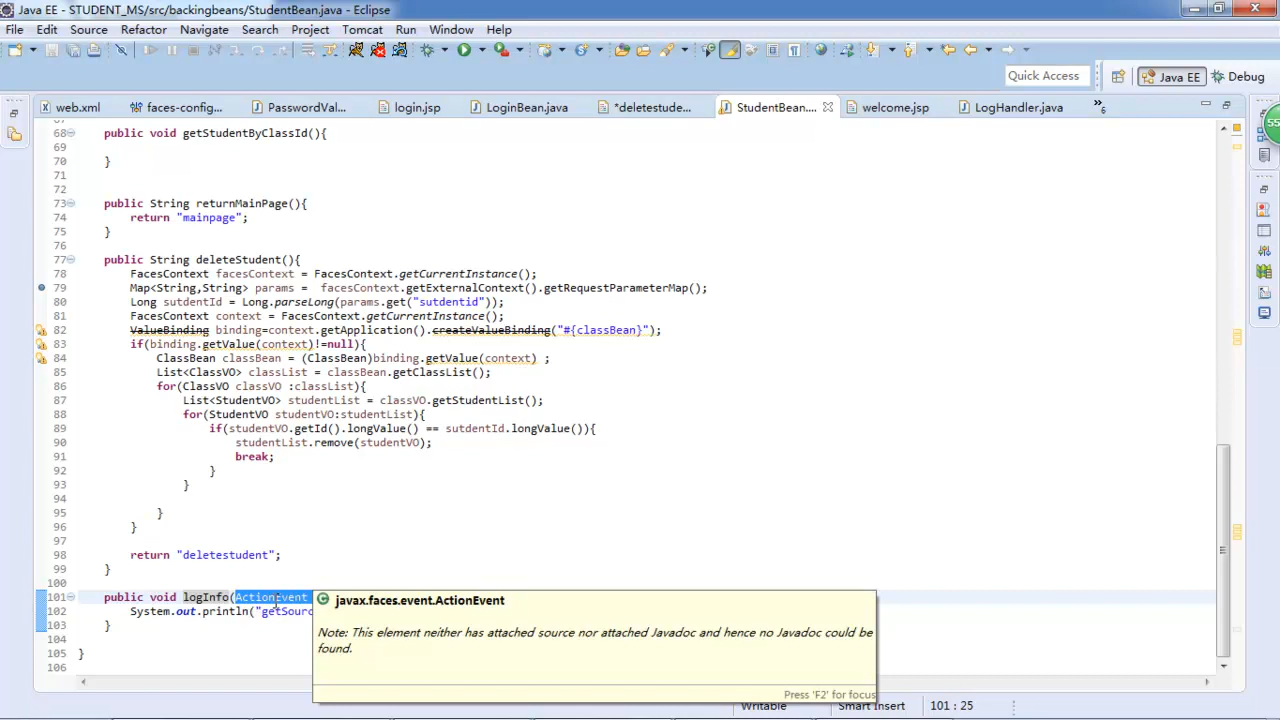 Java EE - STUDENT_MS/src/backingbeans/StudentBean.java - Eclipse
File Edit Source Refactor Navigate Search Project Tomcat Run Window Help
Quick Access Java EE Debug
web.xml faces-config... PasswordVal... login.jsp LoginBean.java *deletestude... StudentBean.... welcome.jsp LogHandler.java »6
68 public void getStudentByClassId(){
69
70 }
71
72
73 public String returnMainPage(){
74 return "mainpage";
75 }
76
77 public String deleteStudent(){
78 FacesContext facesContext = FacesContext.getCurrentInstance();
79 Map<String,String> params = facesContext.getExternalContext().getRequestParameterMap();
80 Long sutdentId = Long.parseLong(params.get("sutdentid"));
81 FacesContext context = FacesContext.getCurrentInstance();
82 ValueBinding binding=context.getApplication().createValueBinding("#{classBean}");
83 if(binding.getValue(context)!=null){
84 ClassBean classBean = (ClassBean)binding.getValue(context) ;
85 List<ClassVO> classList = classBean.getClassList();
86 for(ClassVO classVO :classList){
87 List<StudentVO> studentList = classVO.getStudentList();
88 for(StudentVO studentVO:studentList){
89 if(studentVO.getId().longValue() == sutdentId.longValue()){
90 studentList.remove(studentVO);
91 break;
92 }
93 }
94
95 }
96 }
97
98 return "deletestudent";
99 }
100
101 public void logInfo(ActionEvent
102 System.out.println("getSour
103 }
104
105 }
106
javax.faces.event.ActionEvent
Note: This element neither has attached source nor attached Javadoc and hence no Javadoc could be
found.
Press 'F2' for focus
Writable Smart Insert 101 : 25
55